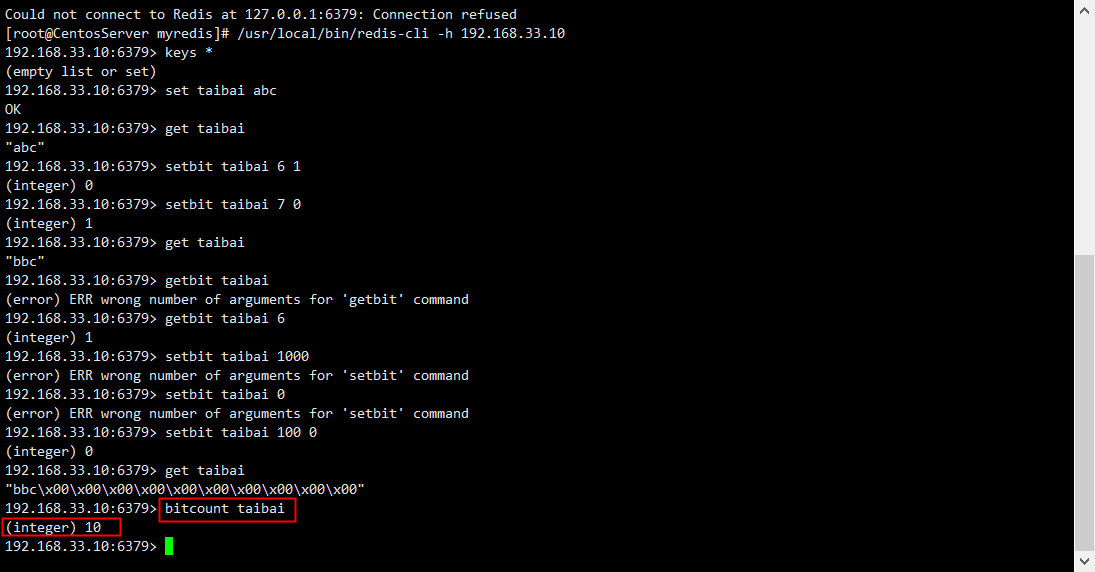 Could not connect to Redis at 127.0.0.1:6379: Connection refused
[root@CentosServer myredis]# /usr/local/bin/redis-cli -h 192.168.33.10
192.168.33.10:6379> keys *
(empty list or set)
192.168.33.10:6379> set taibai abc
OK
192.168.33.10:6379> get taibai
"abc"
192.168.33.10:6379> setbit taibai 6 1
(integer) 0
192.168.33.10:6379> setbit taibai 7 0
(integer) 1
192.168.33.10:6379> get taibai
"bbc"
192.168.33.10:6379> getbit taibai
(error) ERR wrong number of arguments for 'getbit' command
192.168.33.10:6379> getbit taibai 6
(integer) 1
192.168.33.10:6379> setbit taibai 1000
(error) ERR wrong number of arguments for 'setbit' command
192.168.33.10:6379> setbit taibai 0
(error) ERR wrong number of arguments for 'setbit' command
192.168.33.10:6379> setbit taibai 100 0
(integer) 0
192.168.33.10:6379> get taibai
"bbc\x00\x00\x00\x00\x00\x00\x00\x00\x00\x00"
192.168.33.10:6379> bitcount taibai
(integer) 10
192.168.33.10:6379>